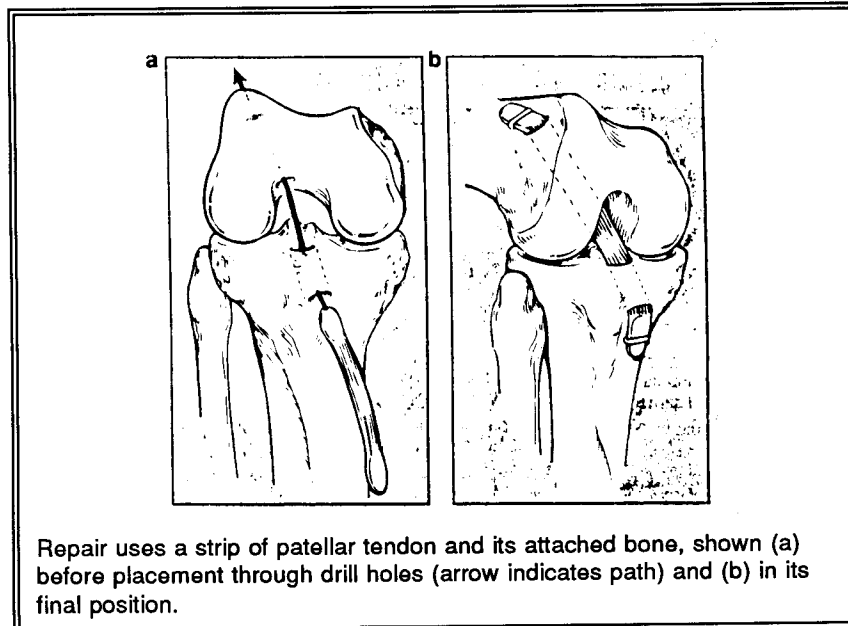 a
b
Repair uses a strip of patellar tendon and its attached bone, shown (a)
before placement through drill holes (arrow indicates path) and (b) in its
final position.